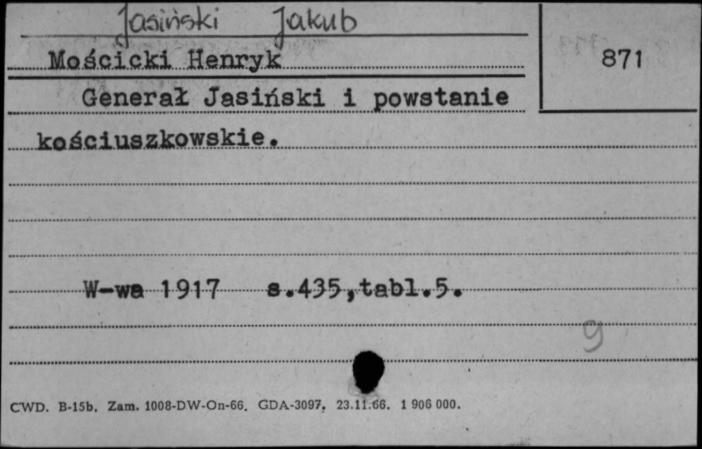 Jasiński Jakub
Mościcki Henryk
871
Generał Jasiński i powstanie
kościuszkowskie.
W-wa 1917 s.435,tabl.5.
9
CWD. B-15b. Zam. 1008-DW-On-66. GDA-3097. 23.11.66. 1 906 000.